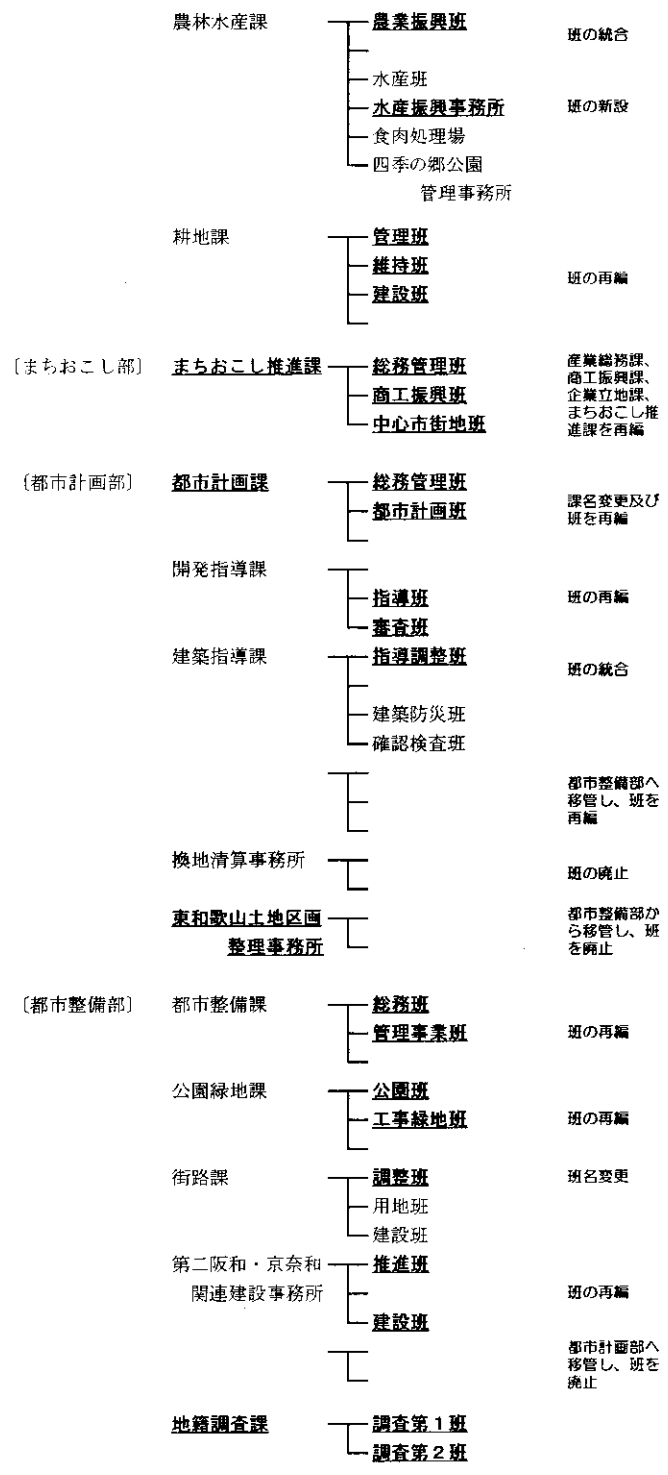 農林水産課 農業振興班 班の統合
水産班
水産振興事務所 班の新設
食肉処理場
四季の郷公園
管理事務所
耕地課 管理班
維持班 班の再編
建設班
〔まちおこし部〕 まちおこし推進課 総務管理班 産業総務課、
商工振興班 商工振興課、
企業立地課、
中心市街地班 まちおこし推
進課を再編
〔都市計画部〕 都市計画課 総務管理班
都市計画班 課名変更及び
班を再編
開発指導課
指導班 班の再編
審査班
建築指導課 指導調整班 班の統合
建築防災班
確認検査班
都市整備部へ
移管し、班を
再編
換地清算事務所 班の廃止
東和歌山土地区画 都市整備部か
整理事務所 ら移管し、班
を廃止
〔都市整備部〕 都市整備課 総務班
管理事業班 班の再編
公園緑地課 公園班
工事緑地班 班の再編
街路課 調整班 班名変更
用地班
建設班
第二阪和・京奈和 推進班
関連建設事務所 班の再編
建設班
都市計画部へ
移管し、班を
廃止
地籍調査課 調査第1班
調査第2班